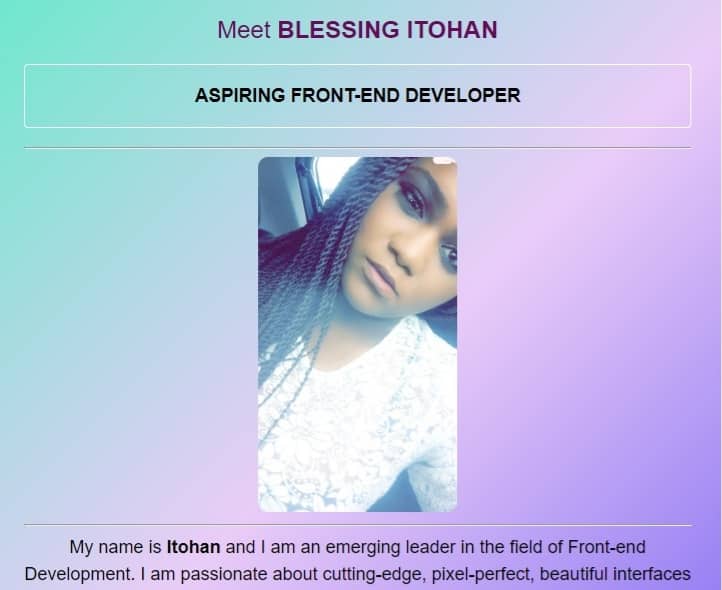 Meet BLESSING ITOHAN
ASPIRING FRONT-END DEVELOPER
My name is Itohan and I am an emerging leader in the field of Front-end
Development. I am passionate about cutting-edge, pixel-perfect, beautiful interfaces